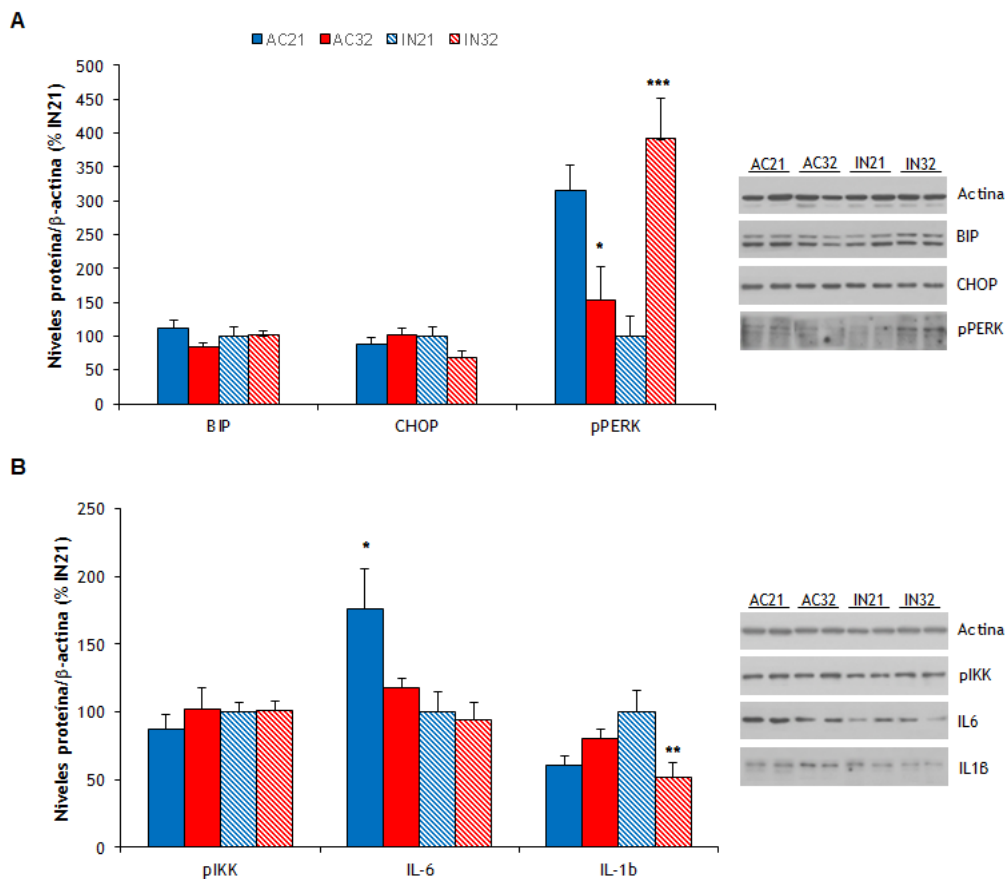 A
AC21 AC32 IN21 IN32
Niveles proteína/β-actina (% IN21)
500
450
400
350
300
250
200
150
100
50
0
***
*
BIP CHOP pPERK
AC21 AC32 IN21 IN32
Actina
BIP
CHOP
pPERK
B
Niveles proteína/β-actina (% IN21)
250
200
150
100
50
0
*
**
pIKK IL-6 IL-1b
AC21 AC32 IN21 IN32
Actina
pIKK
IL6
IL1β